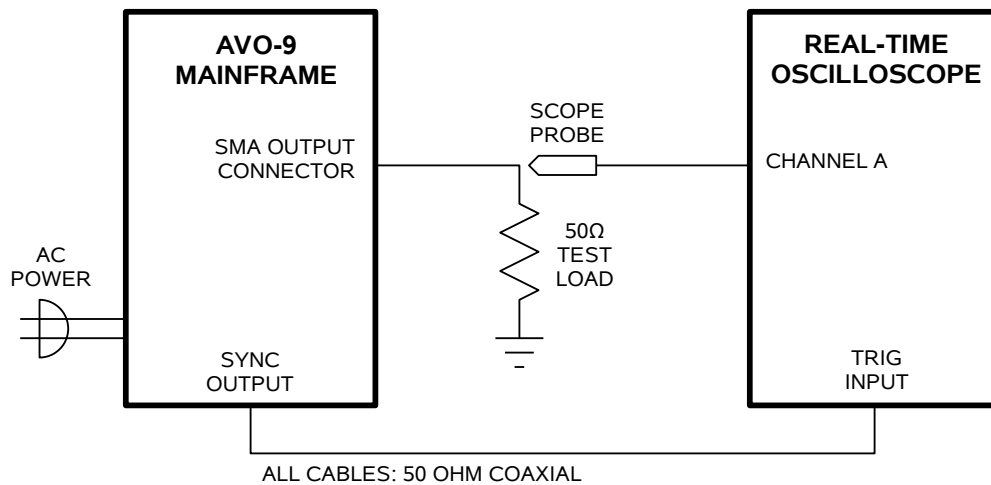 AVO-9
MAINFRAME
SMA OUTPUT
CONNECTOR
SCOPE
PROBE
REAL-TIME
OSCILLOSCOPE
CHANNEL A
50Ω
TEST
LOAD
AC
POWER
SYNC
OUTPUT
TRIG
INPUT
ALL CABLES: 50 OHM COAXIAL